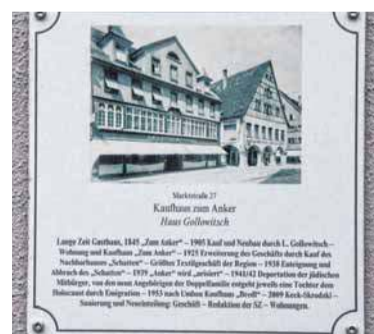 Marktstraße 27
Kaufhaus zum Anker
Haus Gollowitsch
Lange Zeit Gasthaus, 1845 „Zum Anker“ – 1905 Kauf und Neubau durch L. Gollowitsch –
Wohnung und Kaufhaus „Zum Anker“ – 1925 Erweiterung des Geschäfts durch Kauf des
Nachbarhauses „Schatten“ – Größtes Textilgeschäft der Region – 1938 Enteignung und
Abbruch des „Schatten“ – 1939 „Anker“ wird „arisiert“ – 1941/42 Deportation der jüdischen
Mitbürger, von den neun Angehörigen der Doppelfamilie entgeht jeweils eine Tochter dem
Holocaust durch Emigration – 1953 nach Umbau Kaufhaus – 2009
Sanierung und Neueinteilung: Geschäft – Redaktion der SZ – Wohnungen.